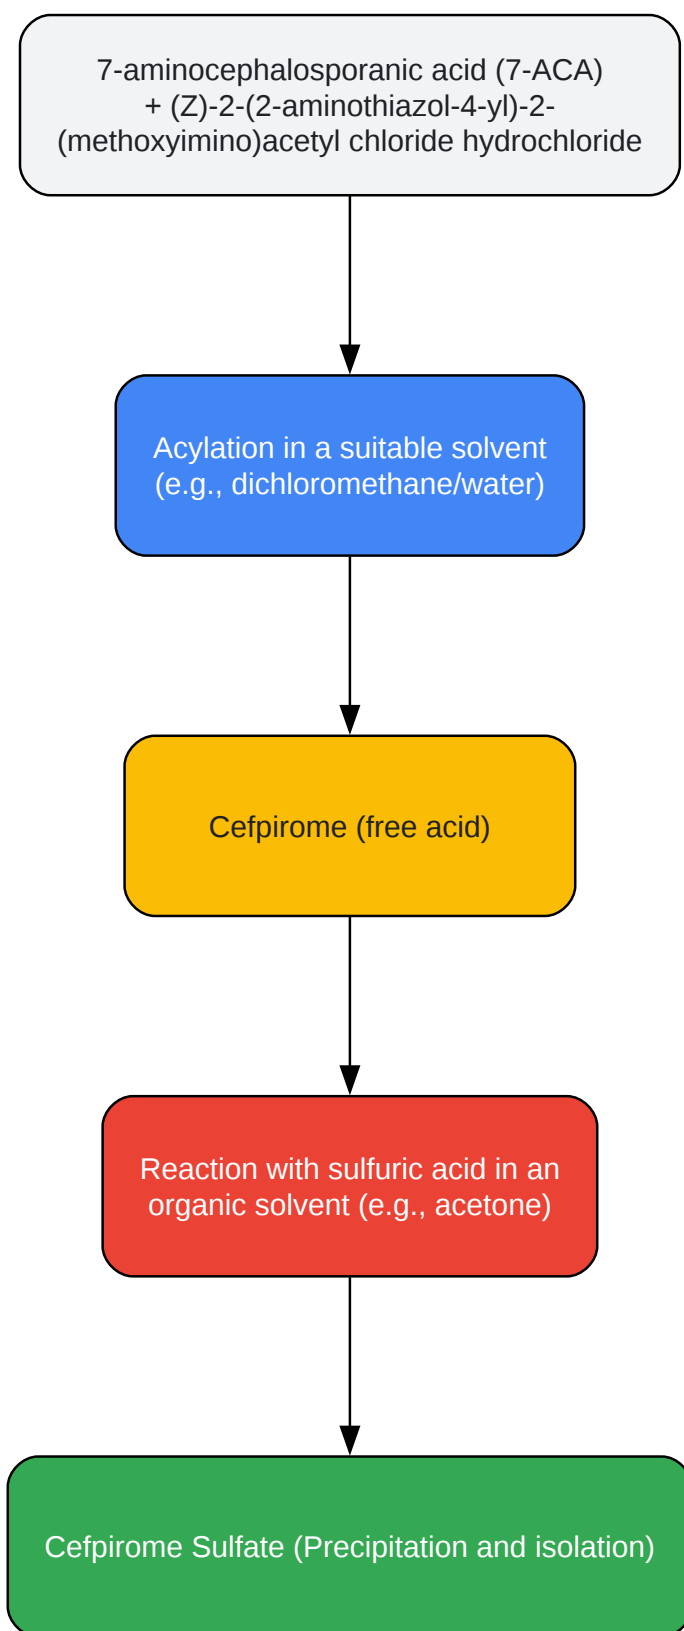 7-aminocephalosporanic acid (7-ACA)
+ (Z)-2-(2-aminothiazol-4-yl)-2-
(methoxyimino)acetyl chloride hydrochloride
Acylation in a suitable solvent
(e.g., dichloromethane/water)
Cefpirome (free acid)
Reaction with sulfuric acid in an
organic solvent (e.g., acetone)
Cefpirome Sulfate (Precipitation and isolation)